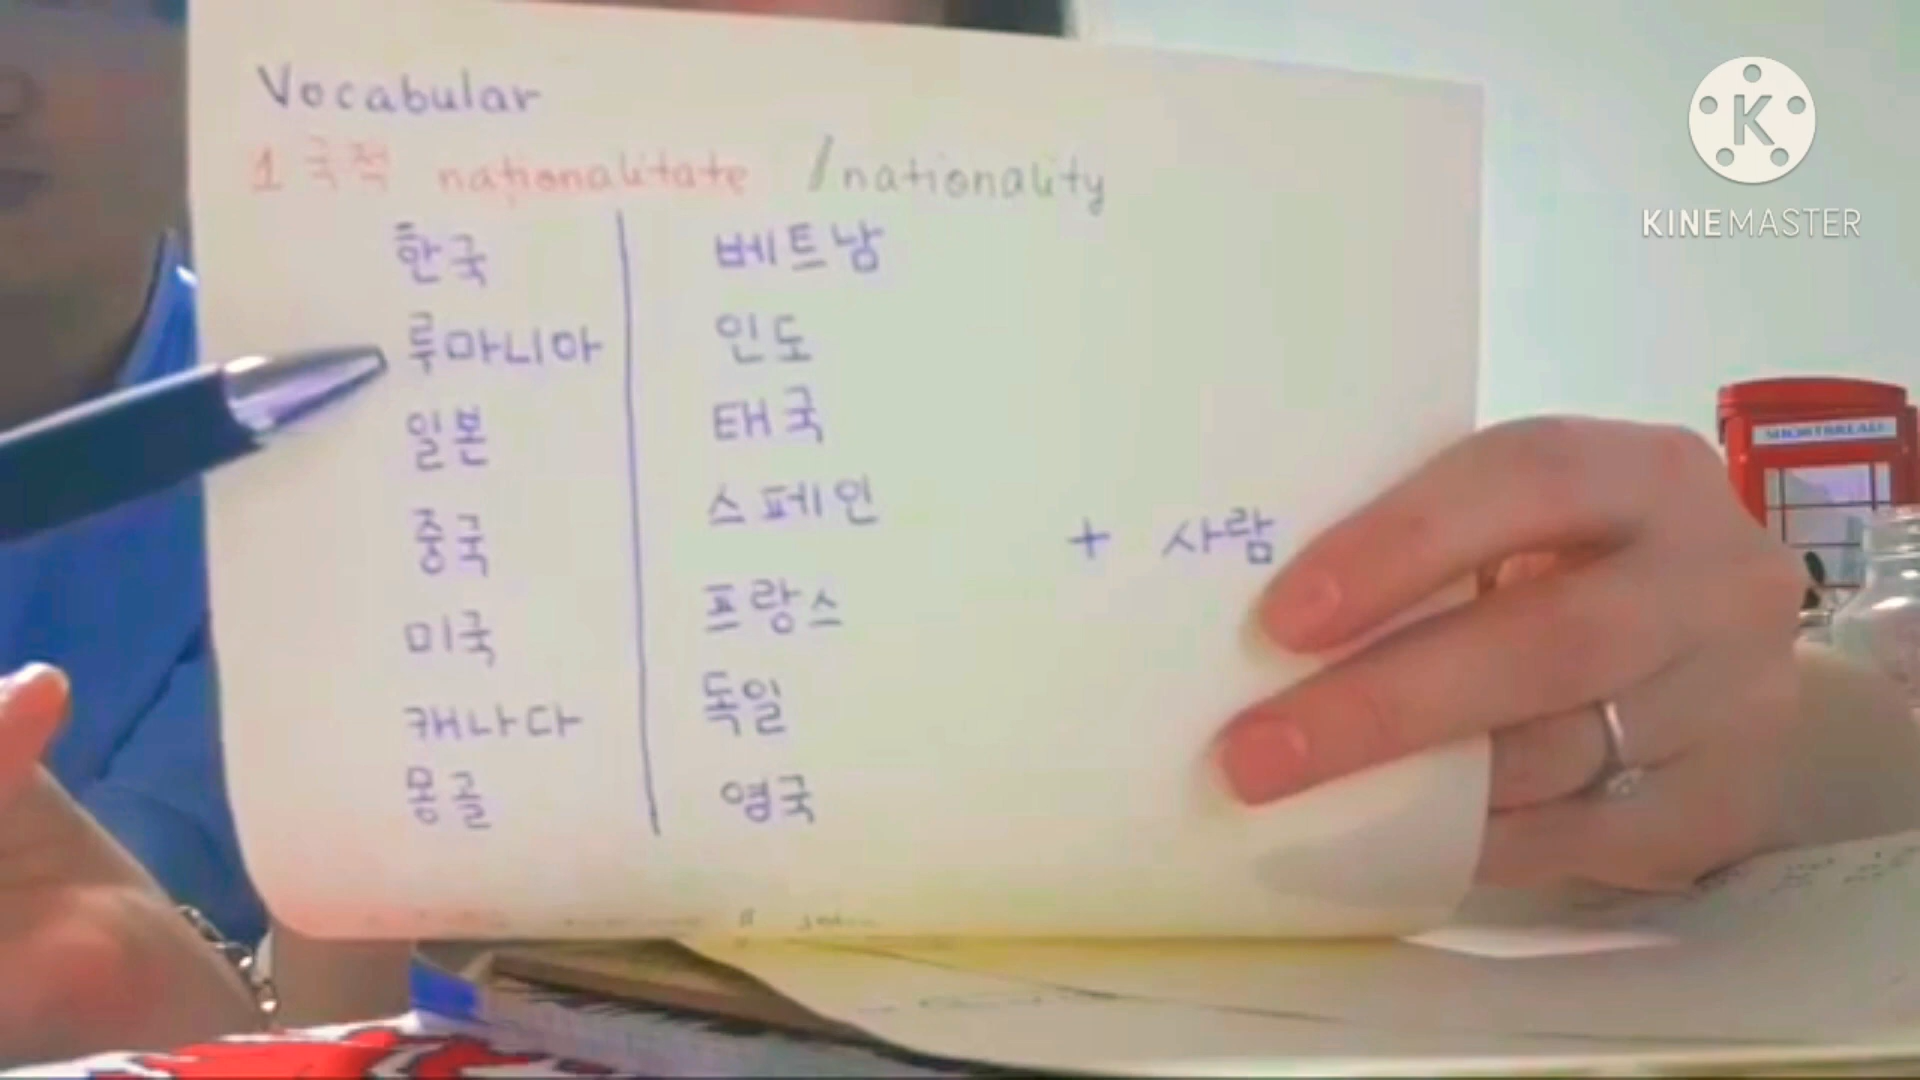 Vocabular
1 국적 naționalitate / nationality
한국
루마니아
일본
중국
미국
캐나다
몽골
베트남
인도
태국
스페인
프랑스
독일
영국
+ 사람
KINEMASTER
SHORTBREAD